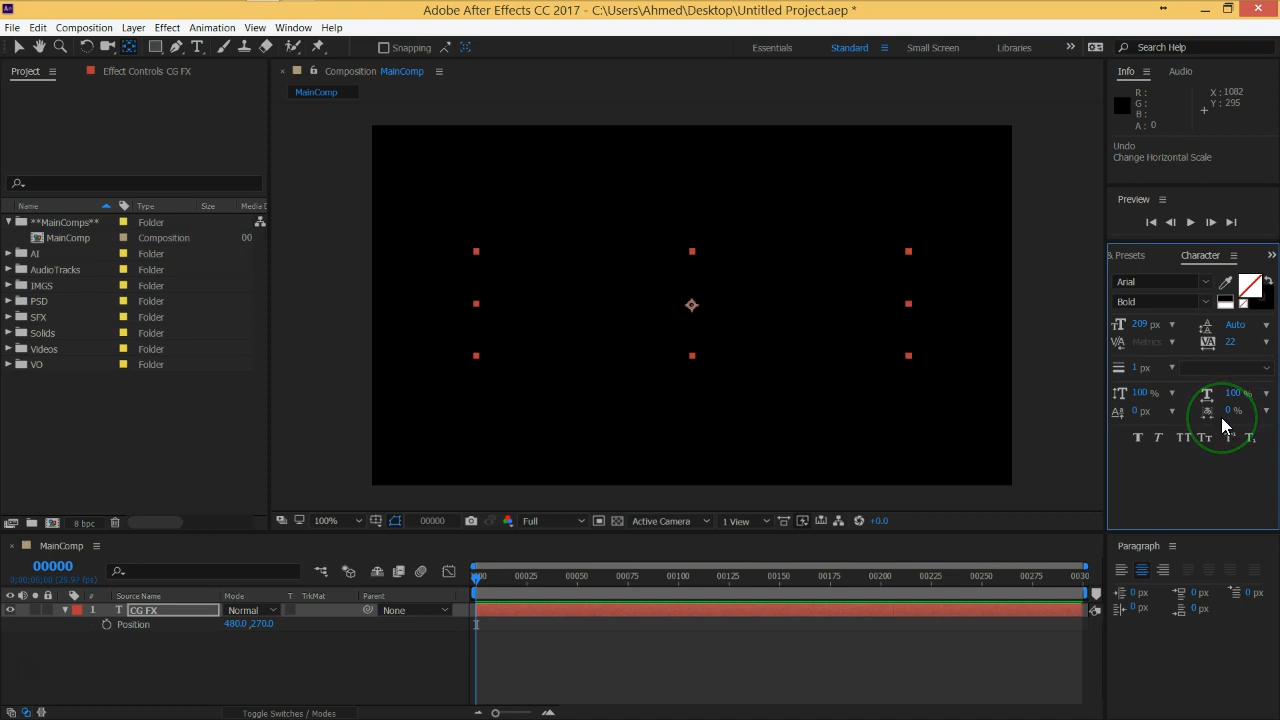 Adobe After Effects CC 2017 - C:\Users\Ahmed\Desktop\Untitled Project.aep *
File Edit Composition Layer Effect Animation View Window Help
Snapping
Essentials Standard Small Screen Libraries Search Help
Project Effect Controls CG FX
Composition MainComp
MainComp
Info Audio
R :
G :
B :
A : 0
X : 1082
Y : 295
Undo
Change Horizontal Scale
Preview
Name Type Size Media D
**MainComps** Folder
MainComp Composition 00
AI Folder
AudioTracks Folder
IMGS Folder
PSD Folder
SFX Folder
Solids Folder
Videos Folder
VO Folder
& Presets Character
Arial
Bold
209 px Auto
Metrics 22
1 px
100 % 100 %
0 px 0 %
8 bpc
100% 00000 Full Active Camera 1 View +0.0
MainComp
00000
0;00;00;00 (29.97 fps)
00025 00050 00075 00100 00125 00150 00175 00200 00225 00250 00275 0030
# Source Name Mode T TrkMat Parent
1 T CG FX Normal None
Position 480.0 ,270.0
Toggle Switches / Modes
Paragraph
0 px 0 px 0 px
0 px 0 px